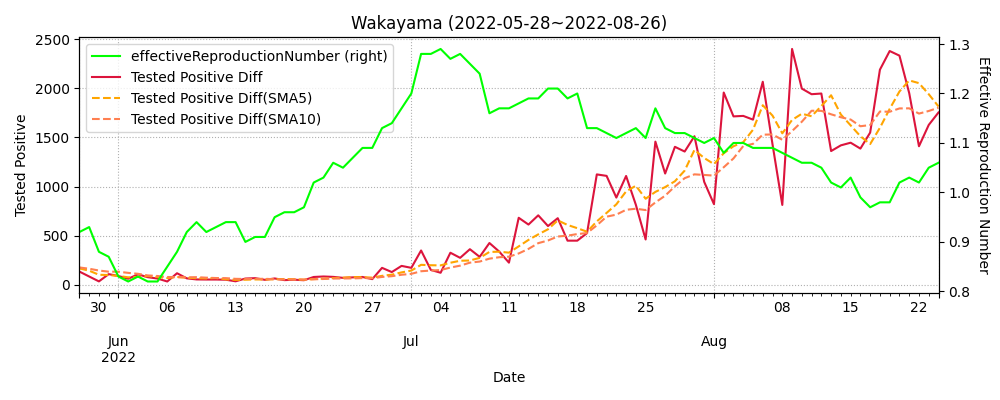 Wakayama (2022-05-28~2022-08-26)
effectiveReproductionNumber (right)
Tested Positive Diff
Tested Positive Diff(SMA5)
Tested Positive Diff(SMA10)
Tested Positive
2500
2000
1500
1000
500
0
Effective Reproduction Number
1.3
1.2
1.1
1.0
0.9
0.8
30 06 13 20 27 04 11 18 25 08 15 22
Jun Jul Aug
2022
Date